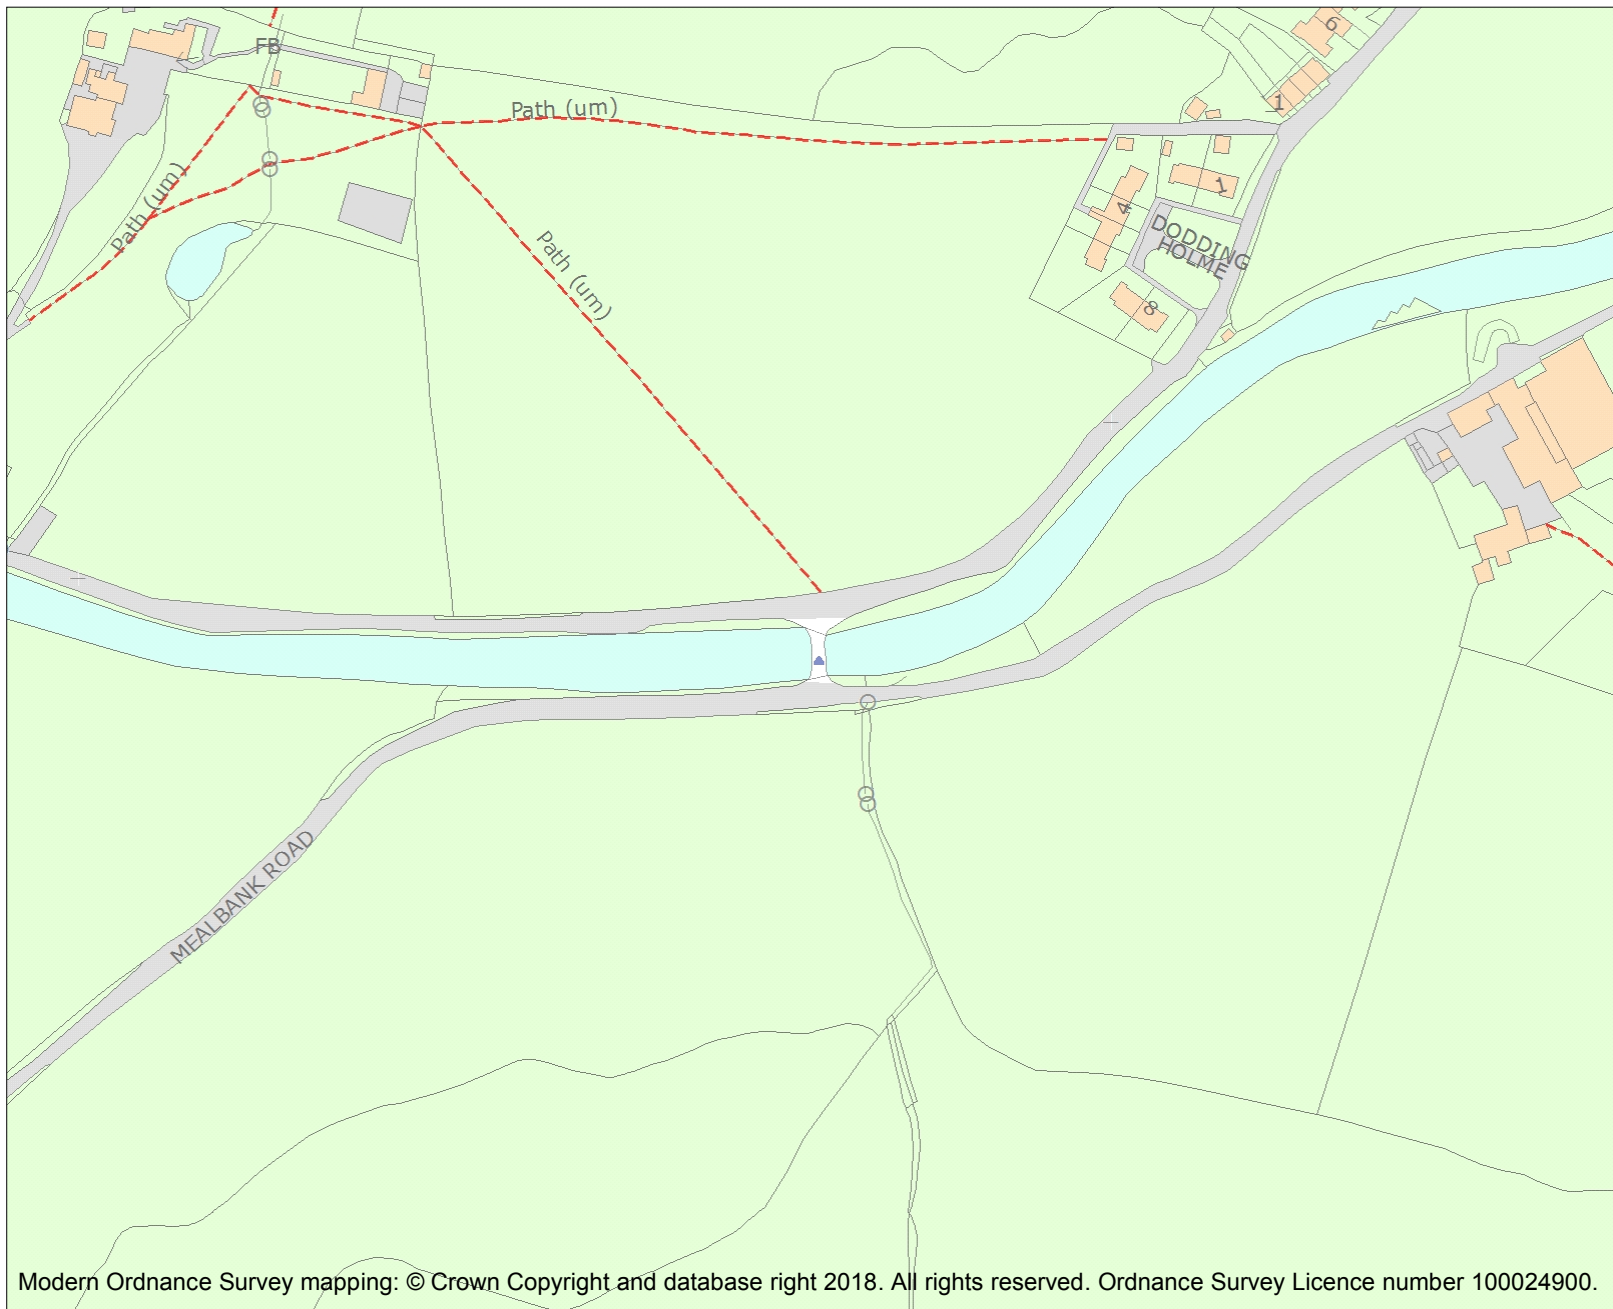 FB
6
Path (um)
1
Path (um)
4
1
DODDING
HOLME
Path (um)
8
MEALBANK ROAD
Modern Ordnance Survey mapping: © Crown Copyright and database right 2018. All rights reserved. Ordnance Survey Licence number 100024900.